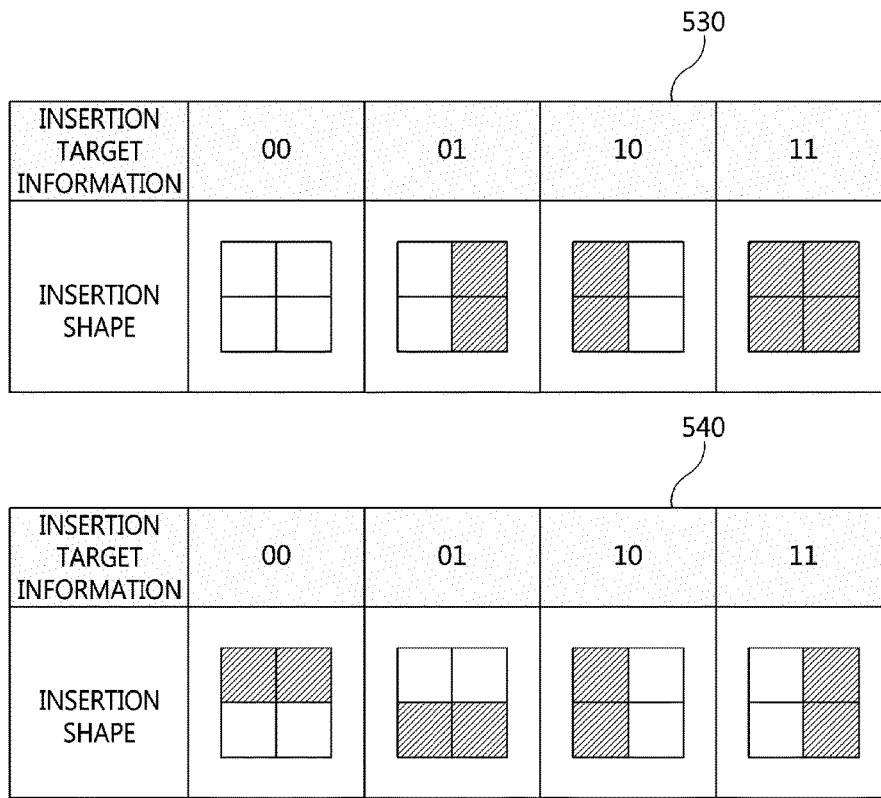 530
INSERTION
TARGET
INFORMATION
00
01
10
11
INSERTION
SHAPE
540
INSERTION
TARGET
INFORMATION
00
01
10
11
INSERTION
SHAPE